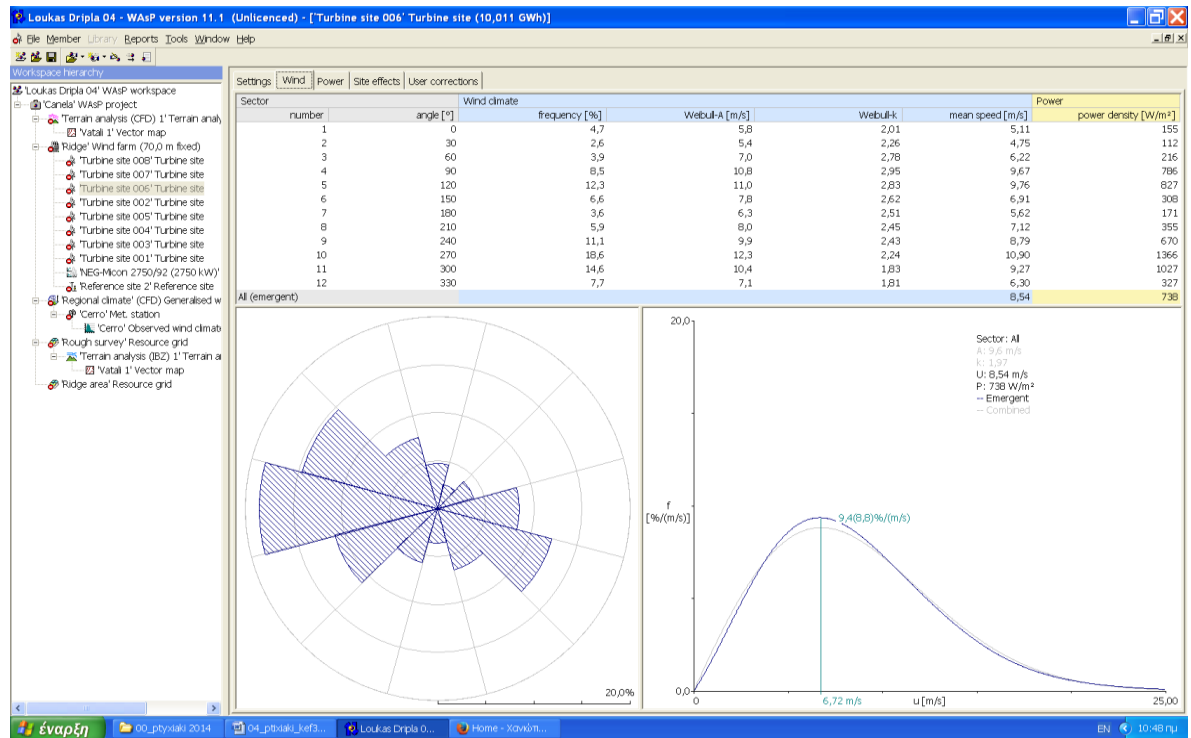 Loukas Dripla 04 - WAsP version 11.1 (Unlicenced) - ['Turbine site 006' Turbine site (10,011 GWh)]
File Member Library Reports Tools Window Help
Workspace hierarchy
'Loukas Dripla 04' WAsP workspace
'Canela' WAsP project
'Terrain analysis (CFD) 1' Terrain analy
'Vatali 1' Vector map
'Ridge' Wind farm (70,0 m fixed)
'Turbine site 008' Turbine site
'Turbine site 007' Turbine site
'Turbine site 006' Turbine site
'Turbine site 002' Turbine site
'Turbine site 005' Turbine site
'Turbine site 004' Turbine site
'Turbine site 003' Turbine site
'Turbine site 001' Turbine site
'NEG-Micon 2750/92 (2750 kW)'
'Reference site 2' Reference site
'Regional climate' (CFD) Generalised w
'Cerro' Met. station
'Cerro' Observed wind climate
'Rough survey' Resource grid
'Terrain analysis (IBZ) 1' Terrain a
'Vatali 1' Vector map
'Ridge area' Resource grid
Settings Wind Power Site effects User corrections
Sector Wind climate Power
number angle [°] frequency [%] Weibull-A [m/s] Weibull-k mean speed [m/s] power density [W/m²]
1 0 4,7 5,8 2,01 5,11 155
2 30 2,6 5,4 2,26 4,75 112
3 60 3,9 7,0 2,78 6,22 216
4 90 8,5 10,8 2,95 9,67 786
5 120 12,3 11,0 2,83 9,76 827
6 150 6,6 7,8 2,62 6,91 308
7 180 3,6 6,3 2,51 5,62 171
8 210 5,9 8,0 2,45 7,12 355
9 240 11,1 9,9 2,43 8,79 670
10 270 18,6 12,3 2,24 10,90 1366
11 300 14,6 10,4 1,83 9,27 1027
12 330 7,7 7,1 1,81 6,30 327
All (emergent) 8,54 738
20,0%
20,0
Sector: All
A: 9,6 m/s
k: 1,97
U: 8,54 m/s
P: 738 W/m²
-- Emergent
-- Combined
f
[%/(m/s)]
9,4(8,8)%/(m/s)
0,0
0 6,72 m/s u [m/s] 25,00
έναρξη 00_ptyxiaki 2014 04_ptixiaki_kef3... Loukas Dripla 0... Home - Χανιώτ... EN 10:48 πμ